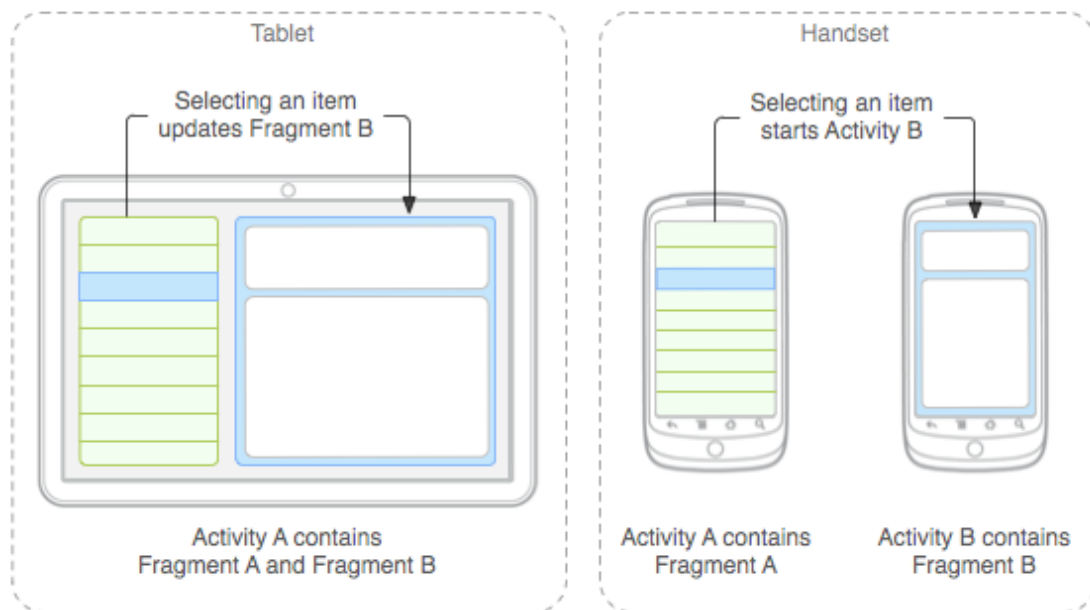 Tablet
Selecting an item
updates Fragment B
Activity A contains
Fragment A and Fragment B
Handset
Selecting an item
starts Activity B
Activity A contains
Fragment A
Activity B contains
Fragment B